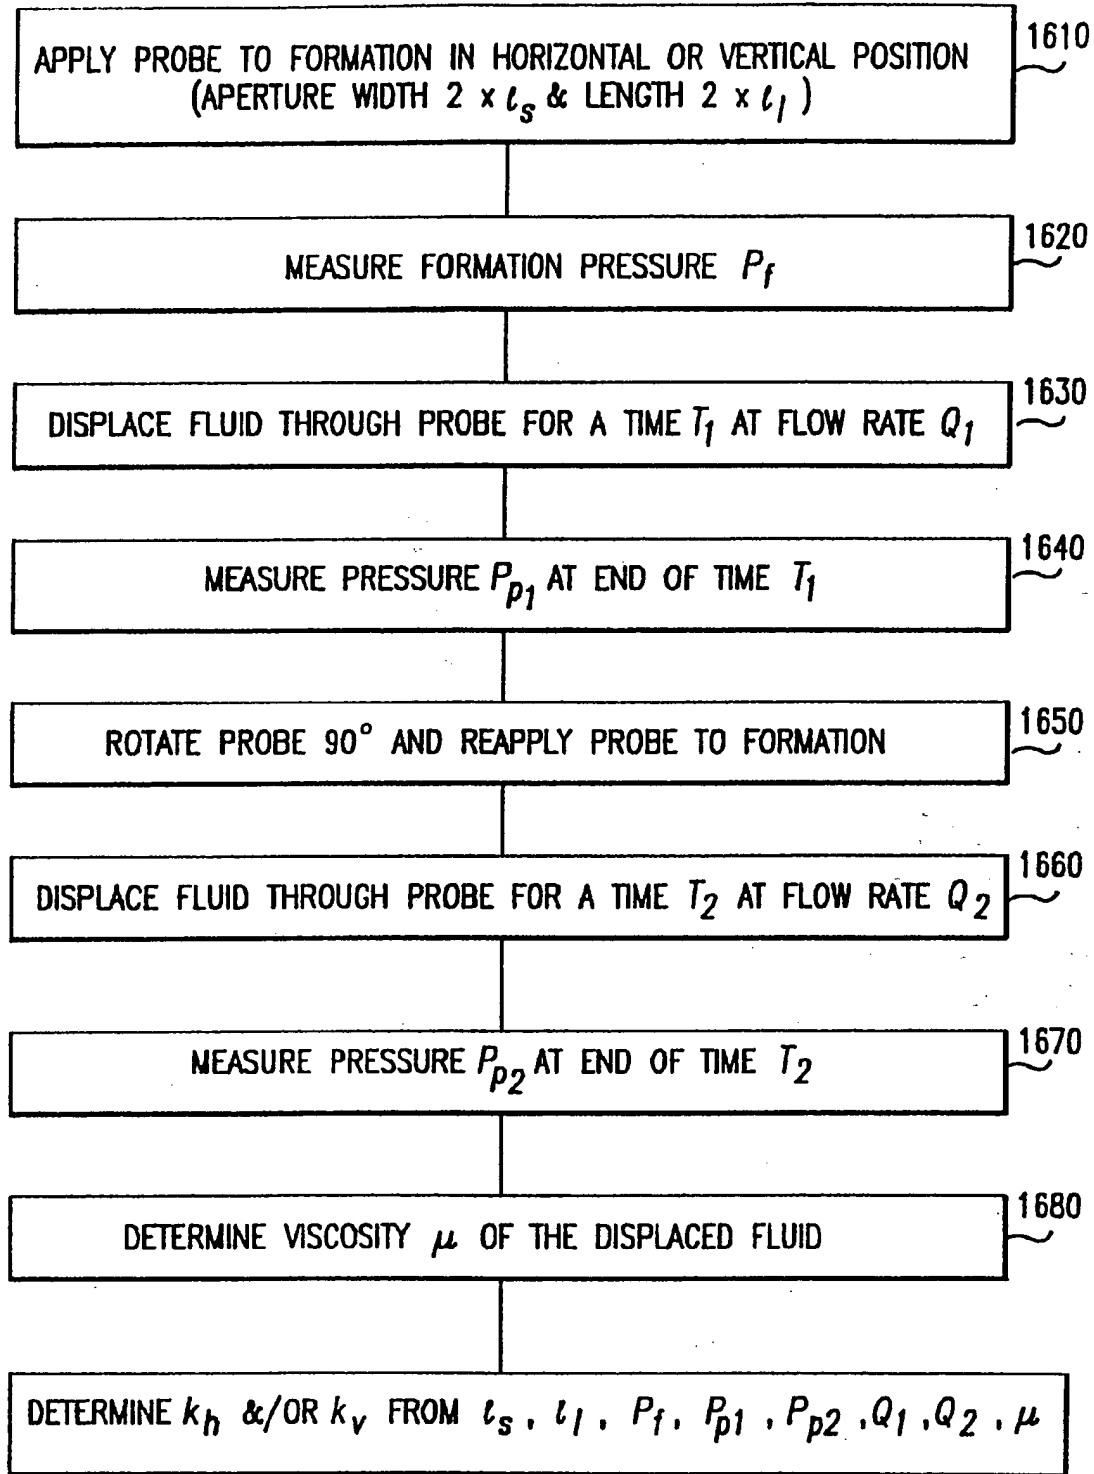 APPLY PROBE TO FORMATION IN HORIZONTAL OR VERTICAL POSITION
(APERTURE WIDTH 2 x ℓs & LENGTH 2 x ℓl)
1610
MEASURE FORMATION PRESSURE Pf
1620
DISPLACE FLUID THROUGH PROBE FOR A TIME T1 AT FLOW RATE Q1
1630
MEASURE PRESSURE Pp1 AT END OF TIME T1
1640
ROTATE PROBE 90° AND REAPPLY PROBE TO FORMATION
1650
DISPLACE FLUID THROUGH PROBE FOR A TIME T2 AT FLOW RATE Q2
1660
MEASURE PRESSURE Pp2 AT END OF TIME T2
1670
DETERMINE VISCOSITY μ OF THE DISPLACED FLUID
1680
DETERMINE kh &/OR kv FROM ℓs, ℓl, Pf, Pp1, Pp2, Q1, Q2, μ